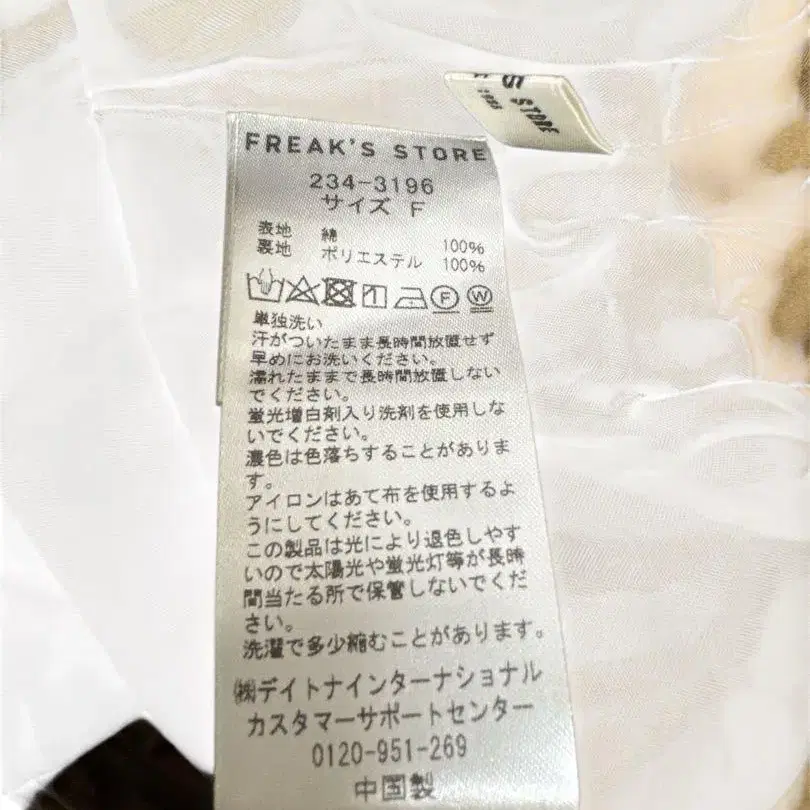 S STORE
1986
FREAK'S STORE
234-3196
サイズ F
表地 綿 100%
裏地 ポリエステル 100%
F W
単独洗い
汗がついたまま長時間放置せず
早めにお洗いください。
濡れたままで長時間放置しない
でください。
蛍光増白剤入り洗剤を使用しな
いでください。
濃色は色落ちすることがありま
す。
アイロンはあて布を使用するよ
うにしてください。
この製品は光により退色しやす
いので太陽光や蛍光灯等が長時
間当たる所で保管しないでくだ
さい。
洗濯で多少縮むことがあります。
㈱デイトナインターナショナル
カスタマーサポートセンター
0120-951-269
中国製